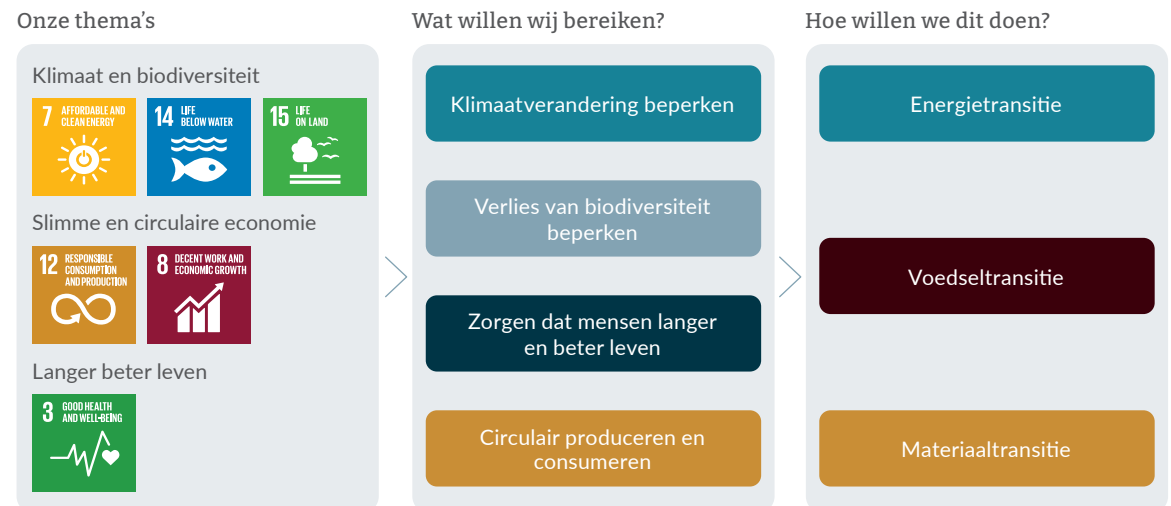 Onze thema's
Klimaat en biodiversiteit
7 AFFORDABLE AND
CLEAN ENERGY
14 LIFE
BELOW WATER
15 LIFE
ON LAND
Slimme en circulaire economie
12 RESPONSIBLE
CONSUMPTION
AND PRODUCTION
8 DECENT WORK AND
ECONOMIC GROWTH
Langer beter leven
3 GOOD HEALTH
AND WELL-BEING
Wat willen wij bereiken?
Klimaatverandering beperken
Verlies van biodiversiteit
beperken
Zorgen dat mensen langer
en beter leven
Circulair produceren en
consumeren
Hoe willen we dit doen?
Energietransitie
Voedseltransitie
Materiaaltransitie